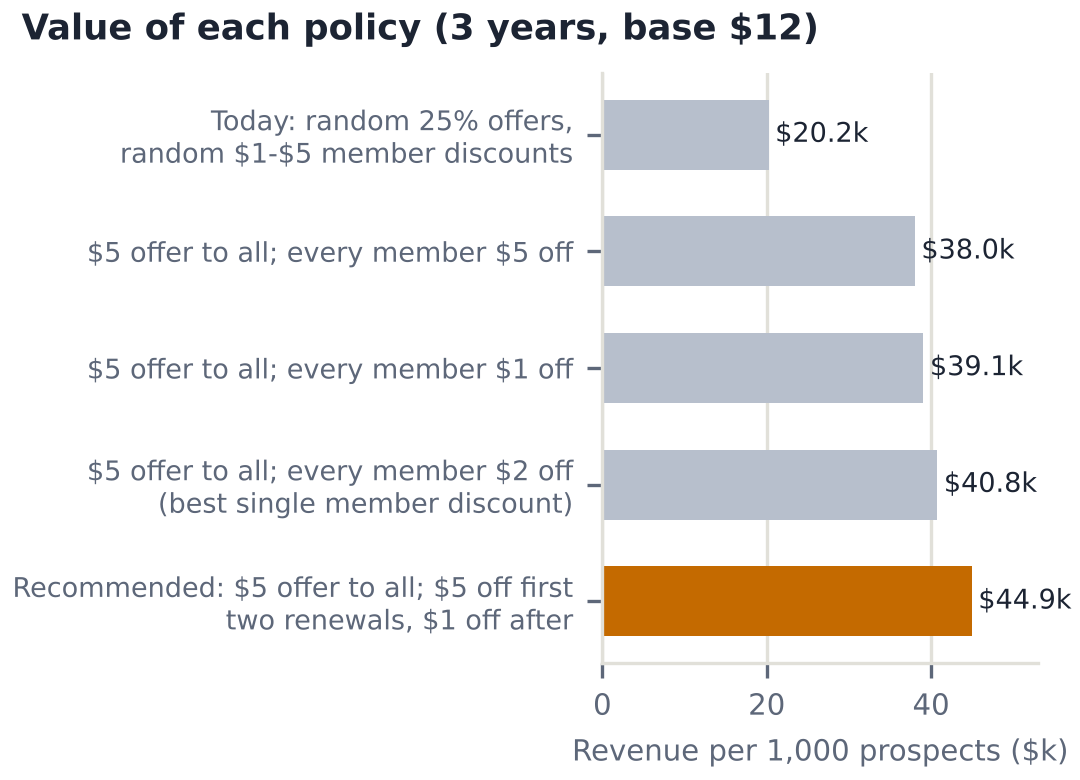 Value of each policy (3 years, base $12)
Today: random 25% offers,
random $1-$5 member discounts
$20.2k
$5 offer to all; every member $5 off
$38.0k
$5 offer to all; every member $1 off
$39.1k
$5 offer to all; every member $2 off
(best single member discount)
$40.8k
Recommended: $5 offer to all; $5 off first
two renewals, $1 off after
$44.9k
0 20 40
Revenue per 1,000 prospects ($k)